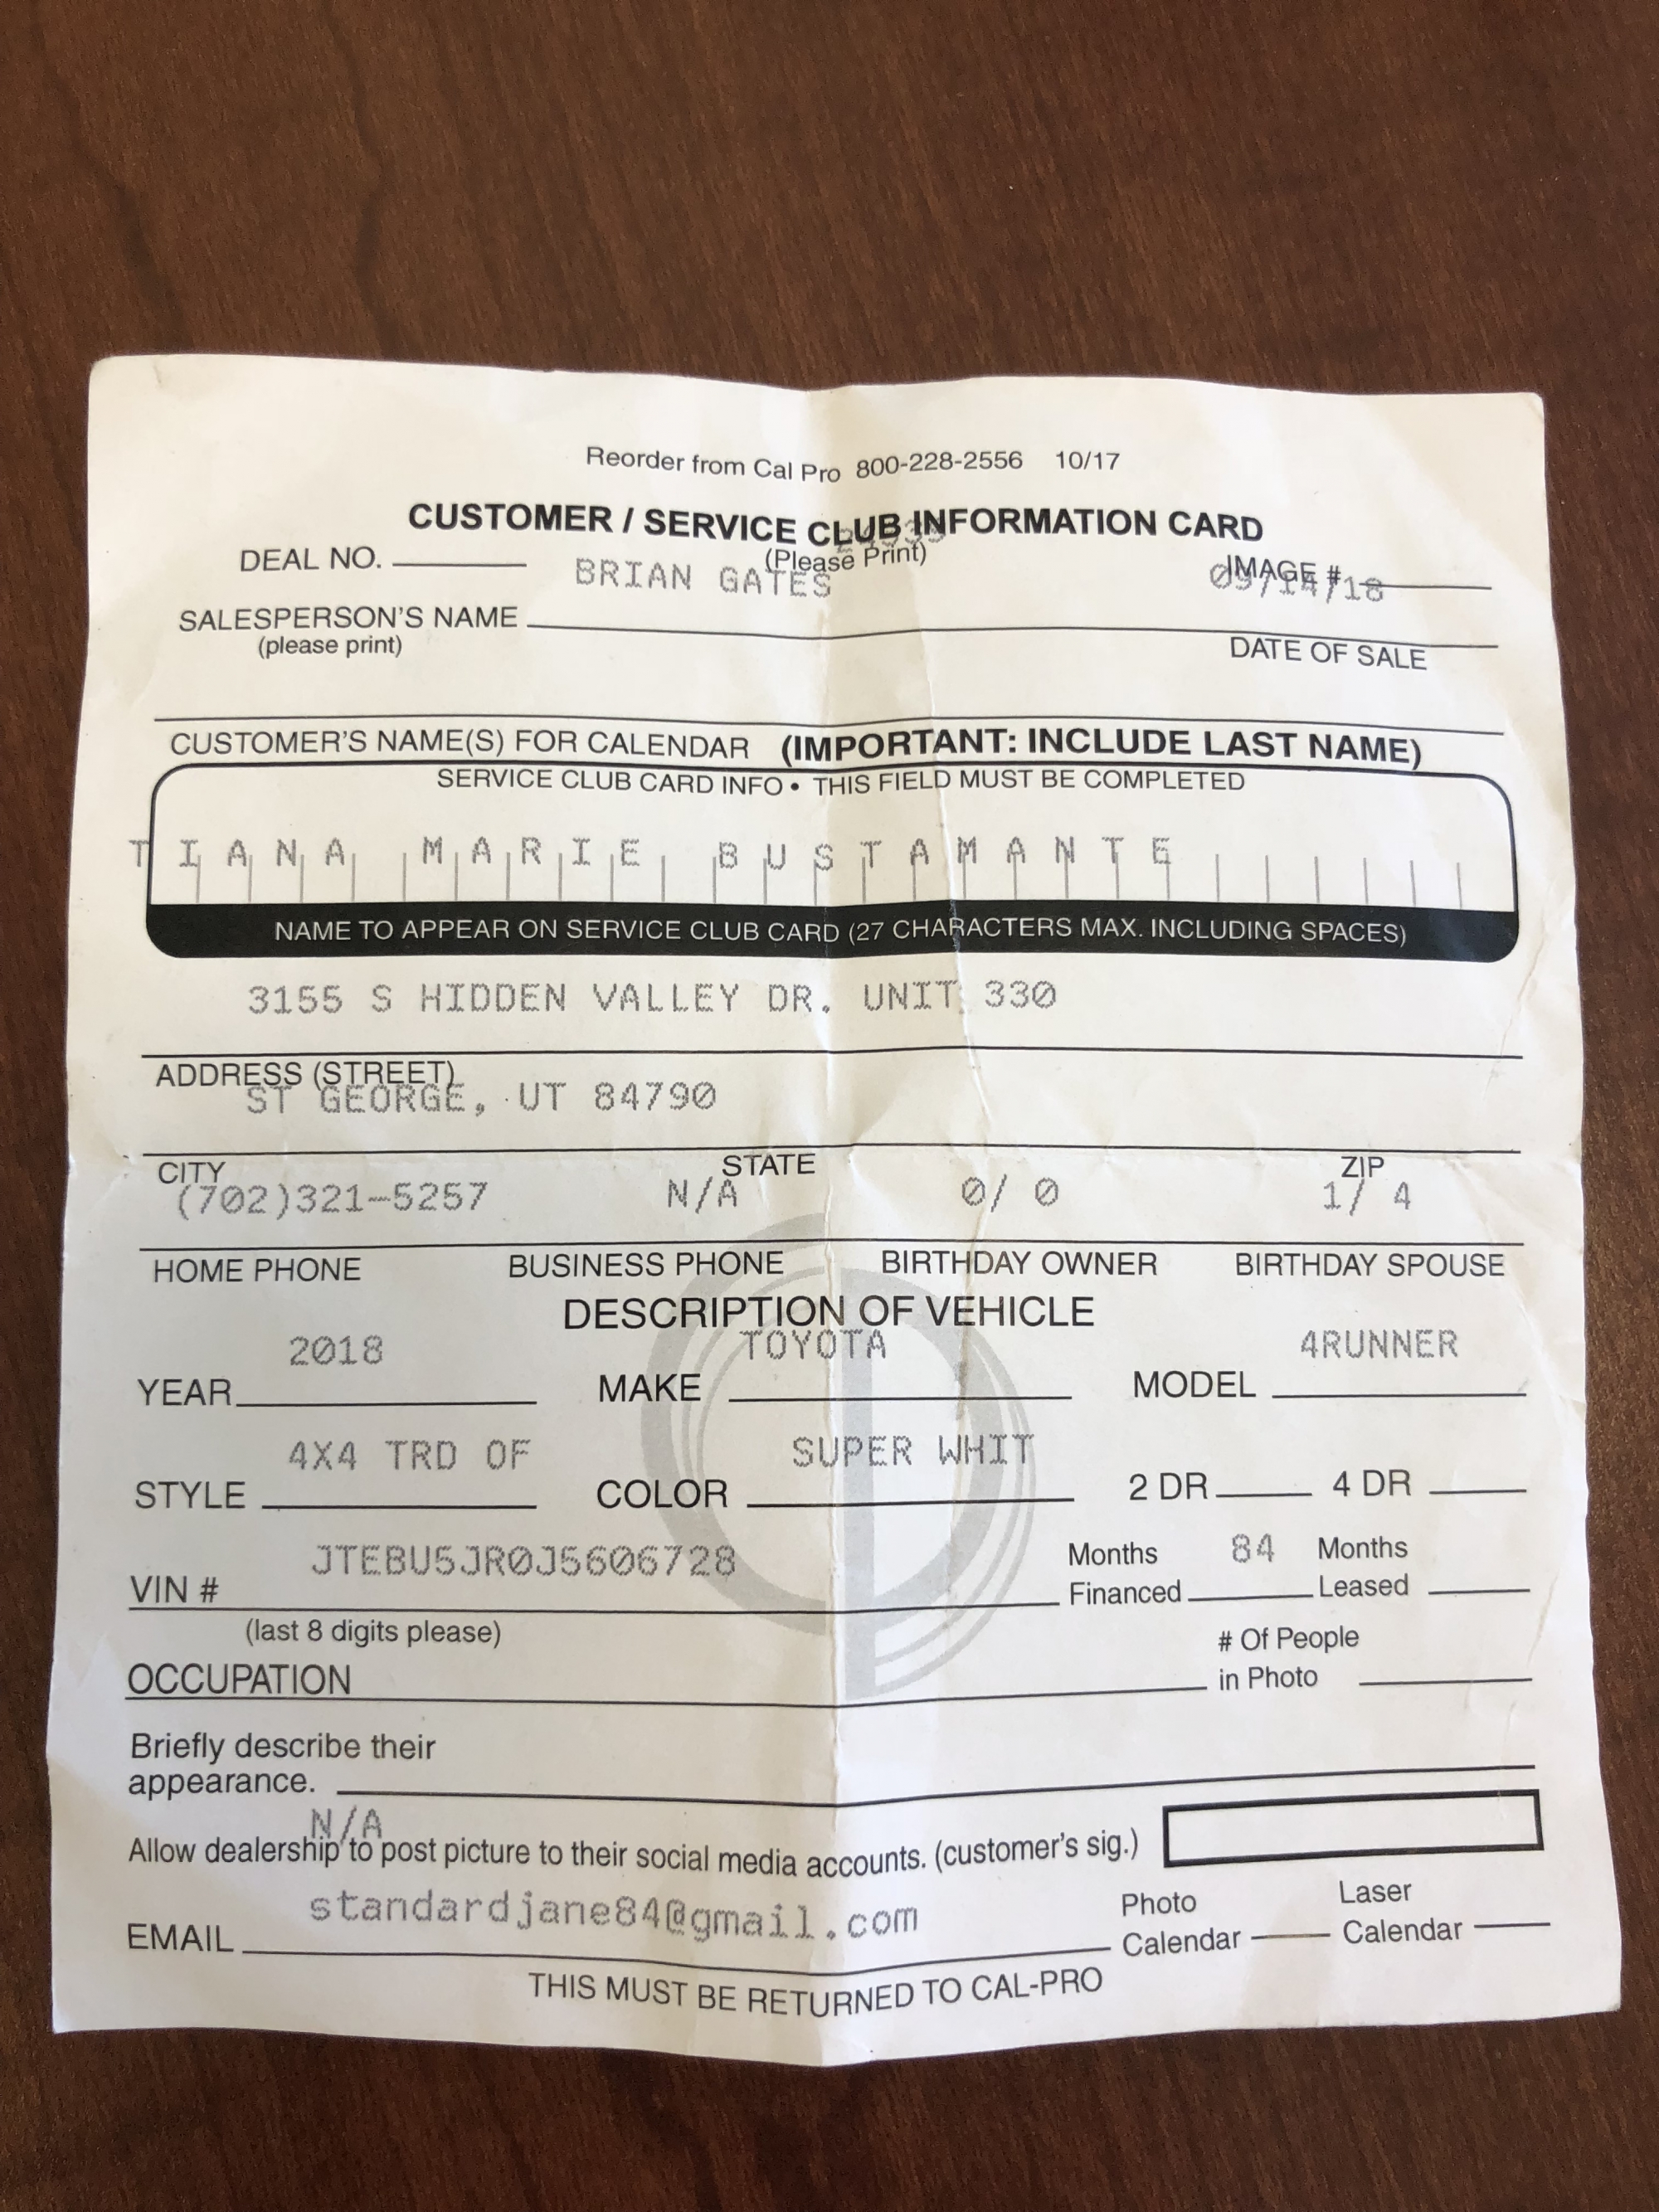 Reorder from Cal Pro 800-228-2556 10/17
CUSTOMER / SERVICE CLUB INFORMATION CARD
(Please Print)
DEAL NO.
IMAGE #
BRIAN GATES
SALESPERSON'S NAME
(please print)
DATE OF SALE
CUSTOMER'S NAME(S) FOR CALENDAR (IMPORTANT: INCLUDE LAST NAME)
SERVICE CLUB CARD INFO • THIS FIELD MUST BE COMPLETED
TIANA MARIE BUSTAMANTE
NAME TO APPEAR ON SERVICE CLUB CARD (27 CHARACTERS MAX. INCLUDING SPACES)
3155 S HIDDEN VALLEY DR. UNIT 330
ADDRESS (STREET)
ST GEORGE, UT 84790
CITY STATE ZIP
(702)321-5257 N/A 0/ 0 1/ 4
HOME PHONE BUSINESS PHONE BIRTHDAY OWNER BIRTHDAY SPOUSE
DESCRIPTION OF VEHICLE
2018 TOYOTA 4RUNNER
YEAR MAKE MODEL
4X4 TRD OF SUPER WHIT
STYLE COLOR 2 DR 4 DR
JTEBU5JR0J5606728 Months 84 Months
VIN # Financed Leased
(last 8 digits please)
# Of People
OCCUPATION in Photo
Briefly describe their
appearance.
N/A
Allow dealership to post picture to their social media accounts. (customer's sig.)
standardjane84@gmail.com Photo Laser
EMAIL Calendar Calendar
THIS MUST BE RETURNED TO CAL-PRO